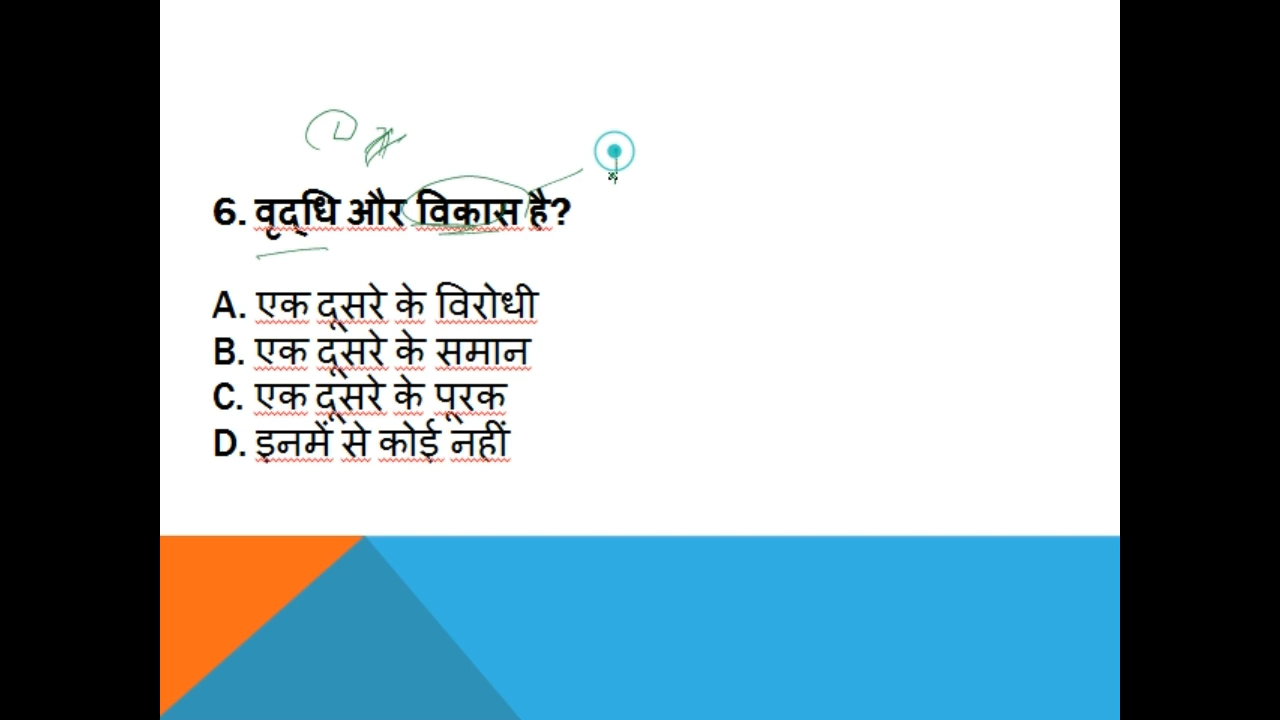 6. वृद्धि और विकास है?
A. एक दूसरे के विरोधी
B. एक दूसरे के समान
C. एक दूसरे के पूरक
D. इनमें से कोई नहीं